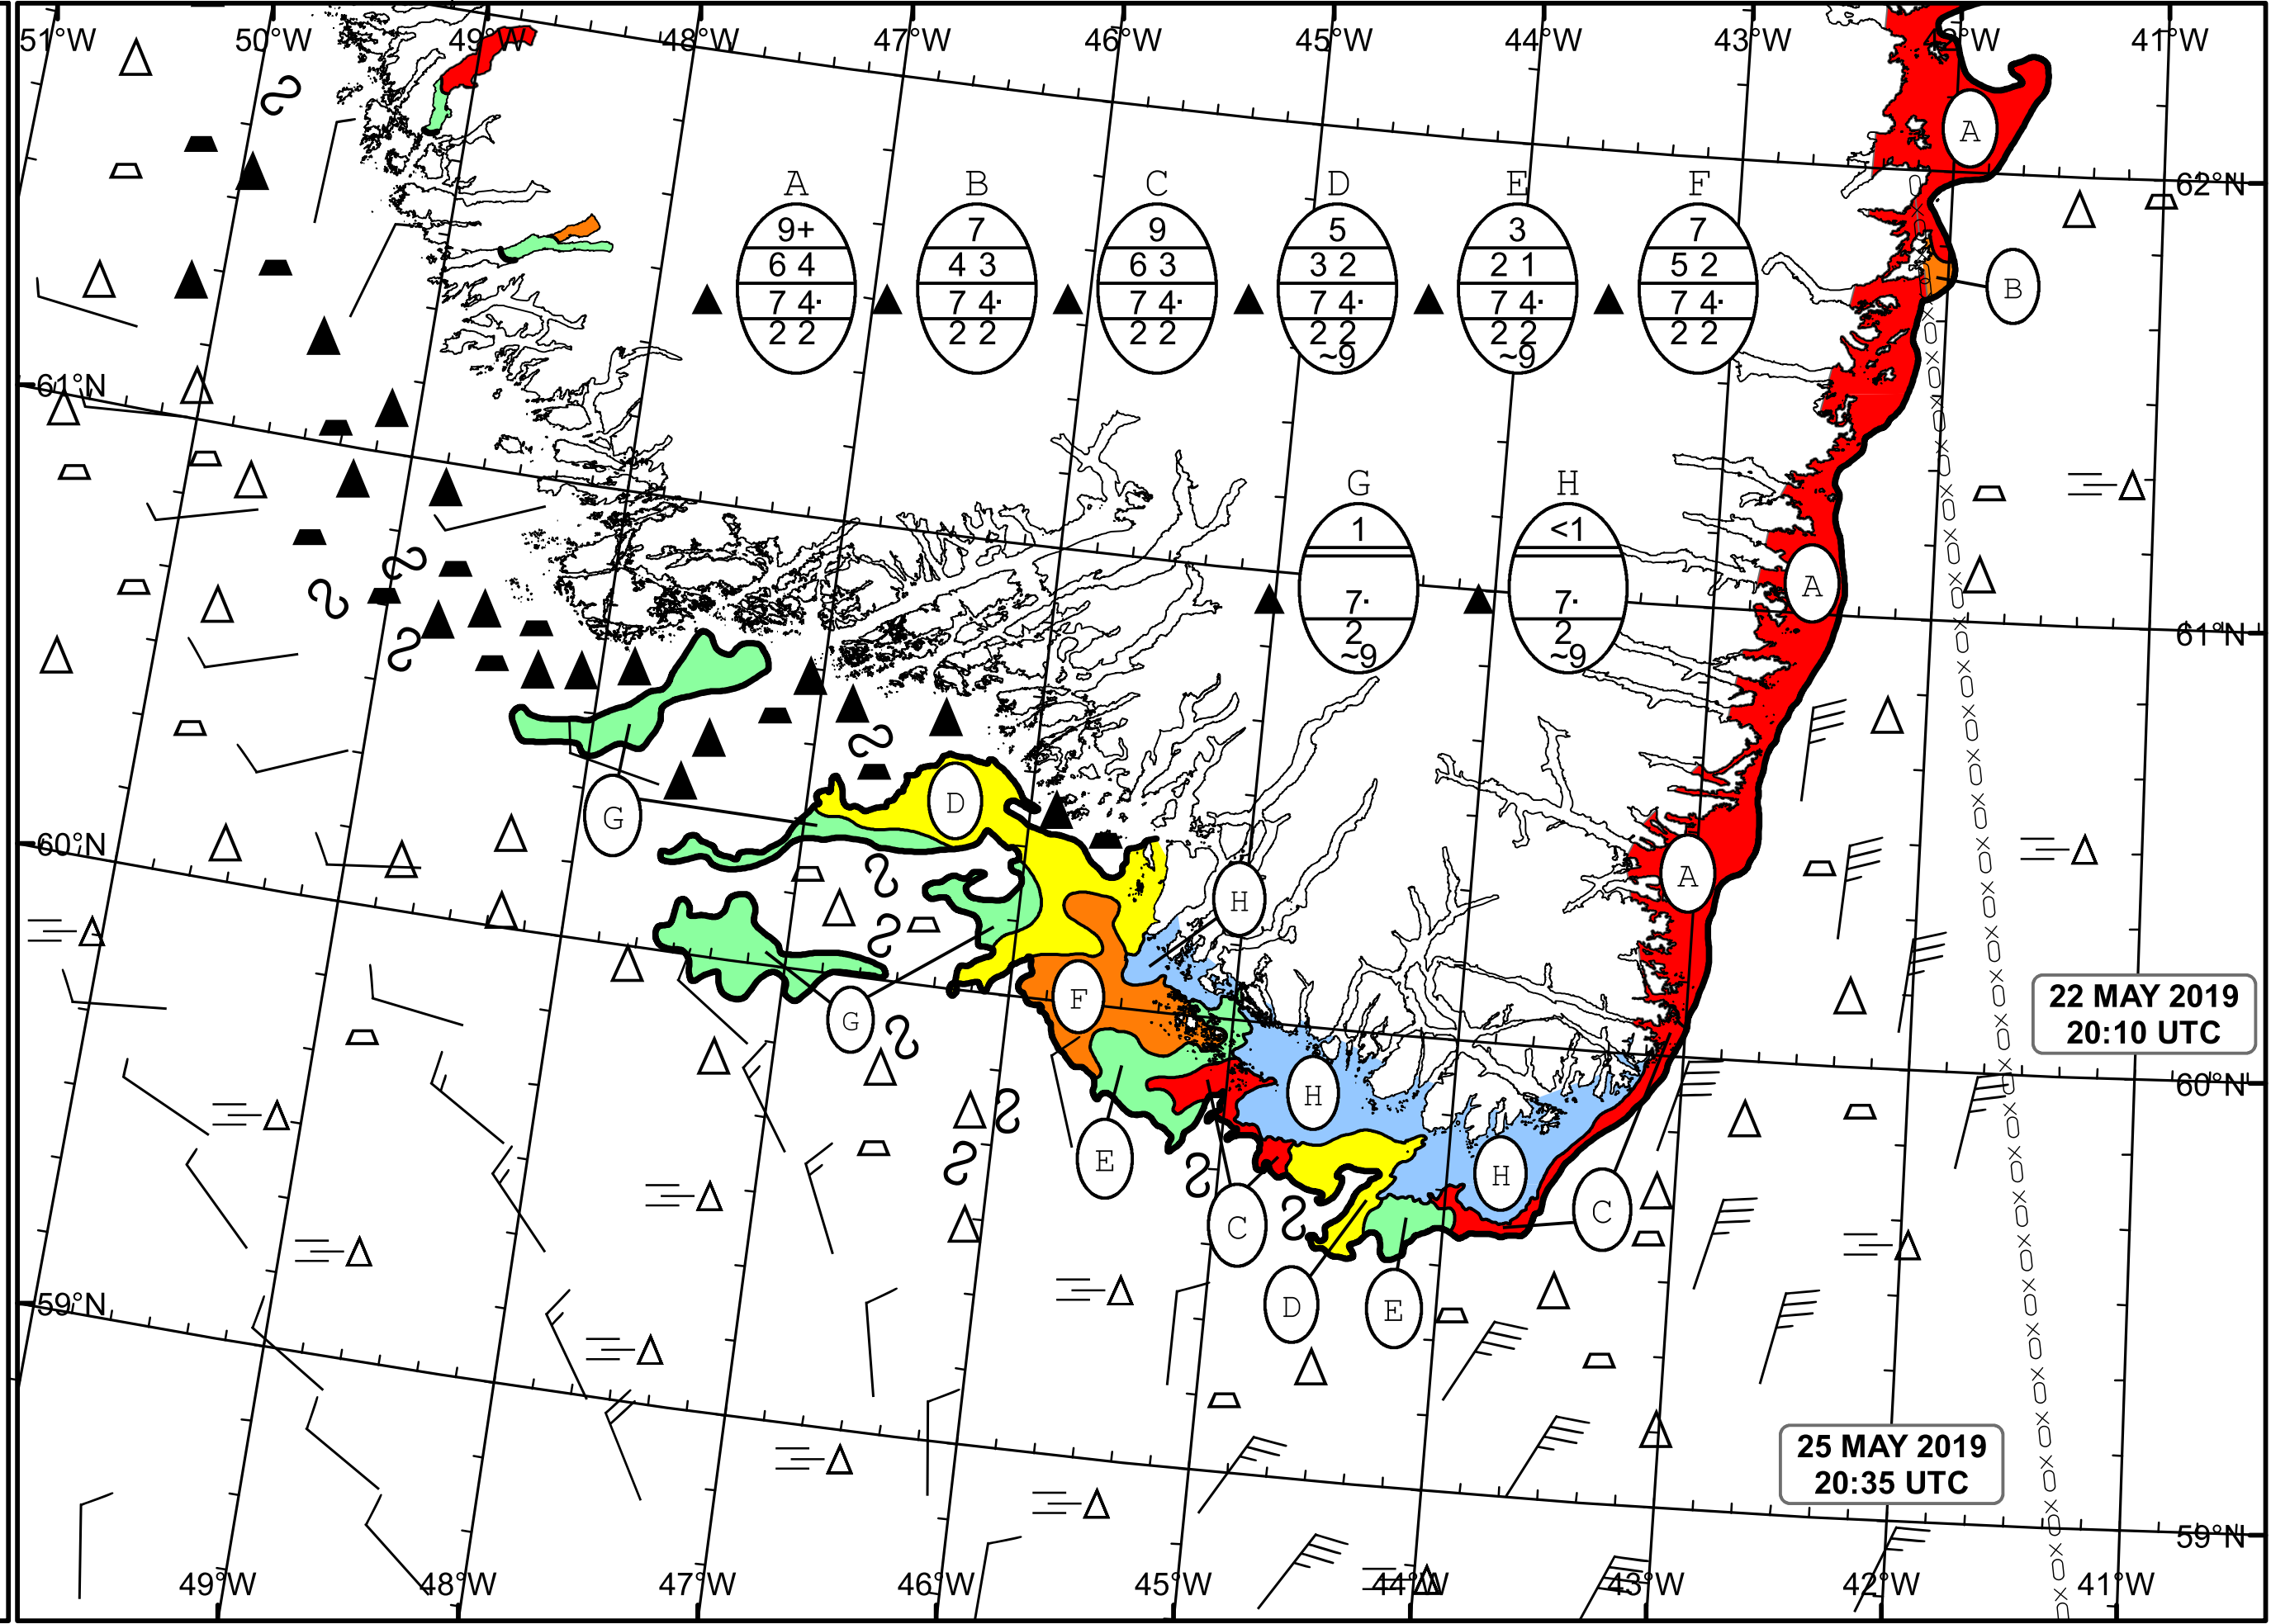 51°W 50°W 49°W 48°W 47°W 46°W 45°W 44°W 43°W 42°W 41°W
A
62°N
A B C D E F
9+ 7 9 5 3 7
6 4 4 3 6 3 3 2 2 1 5 2
7 4· 7 4· 7 4· 7 4· 7 4· 7 4·
2 2 2 2 2 2 2 2 2 2 2 2
~9 ~9
B
61°N
G H
1 <1
7· 7·
2 2
~9 ~9
A
61°N
D
G
60°N
A
H
F
22 MAY 2019
20:10 UTC
G
60°N
H
E
H
C
C
59°N
D
E
25 MAY 2019
20:35 UTC
59°N
49°W 48°W 47°W 46°W 45°W 44°W 43°W 42°W 41°W